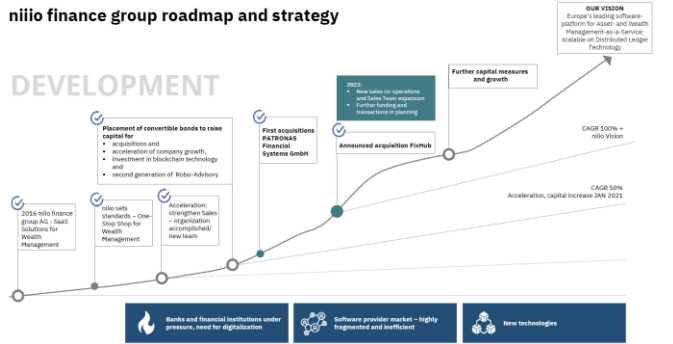 niiio finance group roadmap and strategy
OUR VISION
Europe's leading software-
platform for Asset- and Wealth
Management-as-a-Service;
scalable on Distributed Ledger
Technology
DEVELOPMENT
2022:
• New sales co-operations
and Sales Team expansion
• Further funding and
transactions in planning
Further capital measures
and growth
Placement of convertible bonds to raise
capital for
• acquisitions and
• acceleration of company growth,
• investment in blockchain technology
and
• second generation of Robo-Advisory
First acquisitions
PATRONAS
Financial
Systems GmbH
Announced acquisition FixHub
CAGR 100% +
niiio Vision
CAGR 50%
Acceleration, capital increase JAN 2021
2016 niiio finance
group AG - SaaS
Solutions for
Wealth
Management
niiio sets
standards – One-
Stop Shop for
Wealth
Management
Acceleration:
strengthen Sales
– organization
accomplished/
new team
Banks and financial institutions under
pressure, need for digitalization
Software provider market – highly
fragmented and inefficient
New technologies